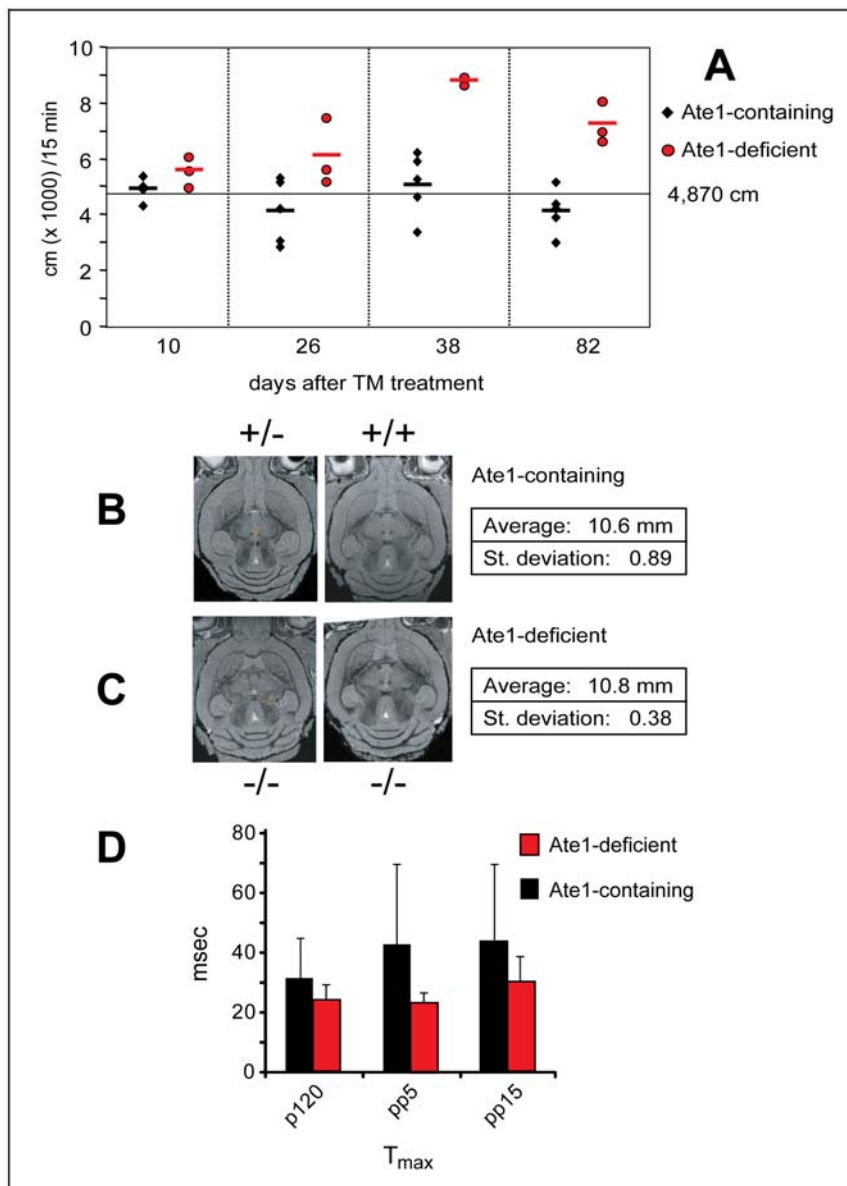 A
10
8
6
4
2
0
cm (x 1000) /15 min
10 26 38 82
days after TM treatment
Ate1-containing
Ate1-deficient
4,870 cm
B
+/- +/+
Ate1-containing
Average: 10.6 mm
St. deviation: 0.89
C
Ate1-deficient
Average: 10.8 mm
St. deviation: 0.38
-/- -/-
D
80
60
40
20
0
msec
Ate1-deficient
Ate1-containing
p120 pp5 pp15
Tmax